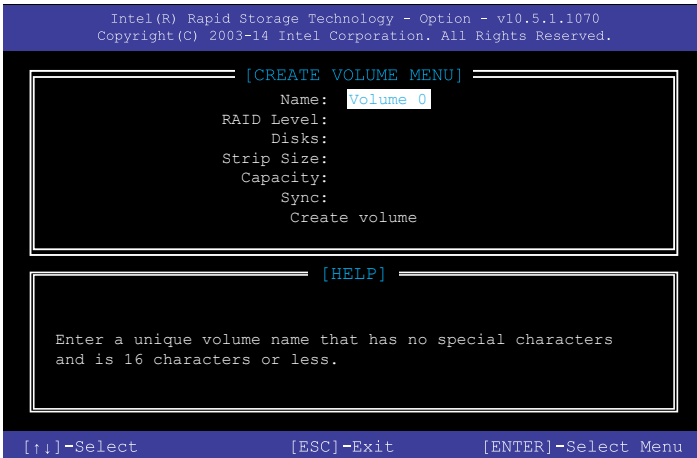 Intel(R) Rapid Storage Technology - Option - v10.5.1.1070
Copyright(C) 2003-14 Intel Corporation. All Rights Reserved.
[CREATE VOLUME MENU]
Name: Volume 0
RAID Level:
Disks:
Strip Size:
Capacity:
Sync:
Create volume
[HELP]
Enter a unique volume name that has no special characters
and is 16 characters or less.
[↑↓]-Select [ESC]-Exit [ENTER]-Select Menu